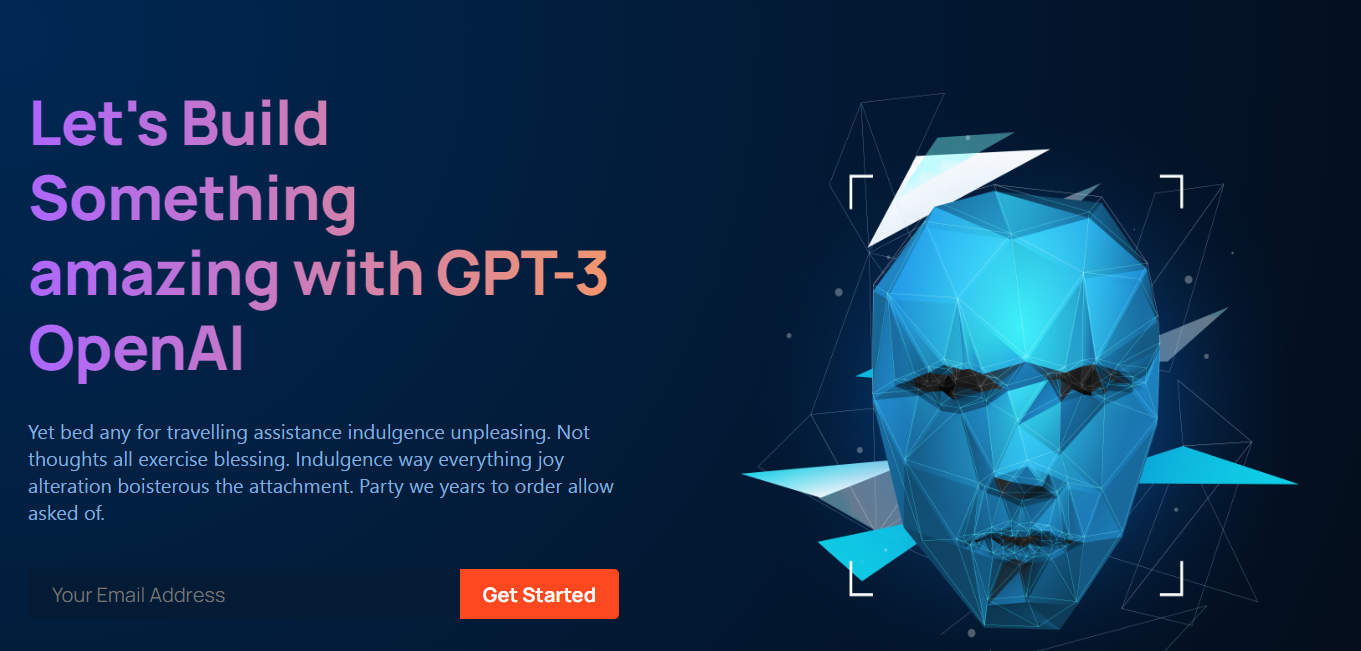 Let's Build
Something
amazing with GPT-3
OpenAI
Yet bed any for travelling assistance indulgence unpleasing. Not
thoughts all exercise blessing. Indulgence way everything joy
alteration boisterous the attachment. Party we years to order allow
asked of.
Your Email Address
Get Started